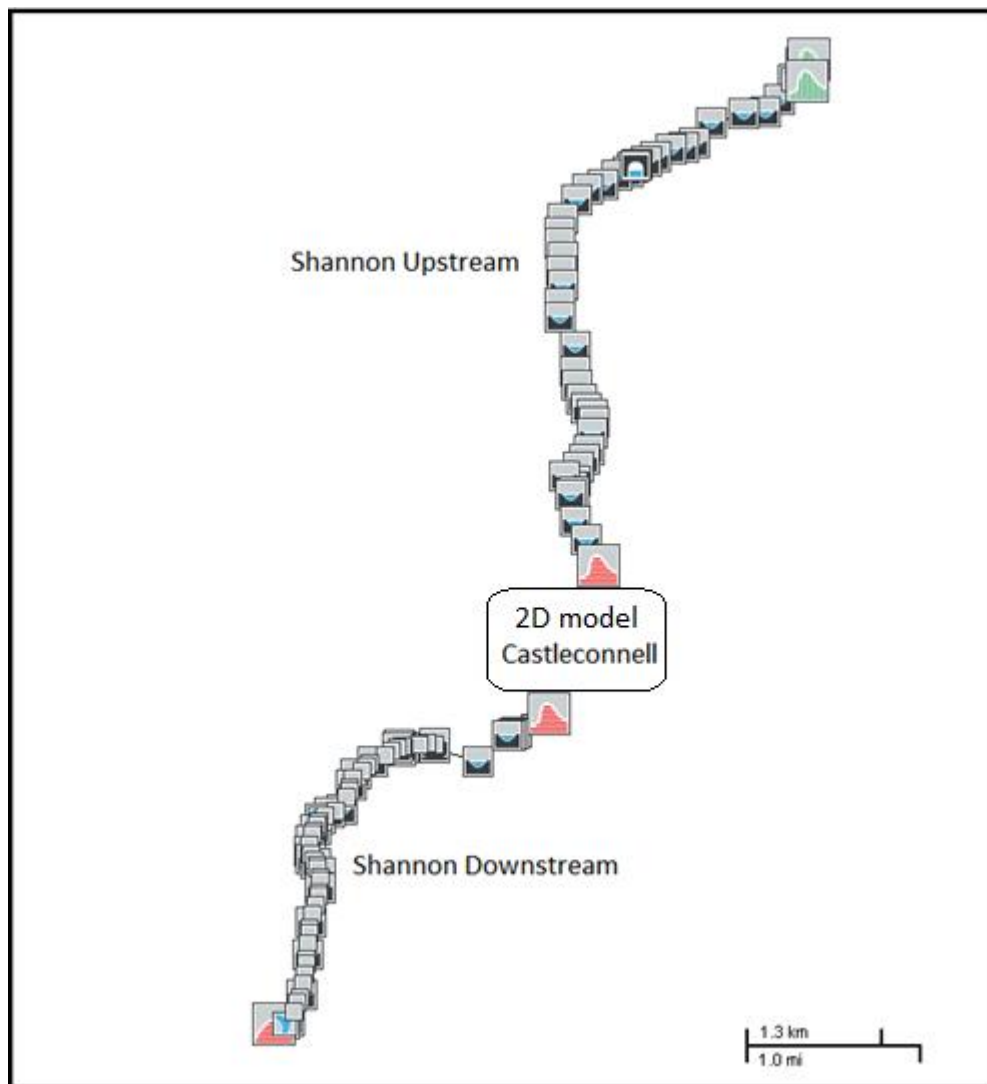 Shannon Upstream
2D model
Castleconnell
Shannon Downstream
1.3 km
1.0 mi